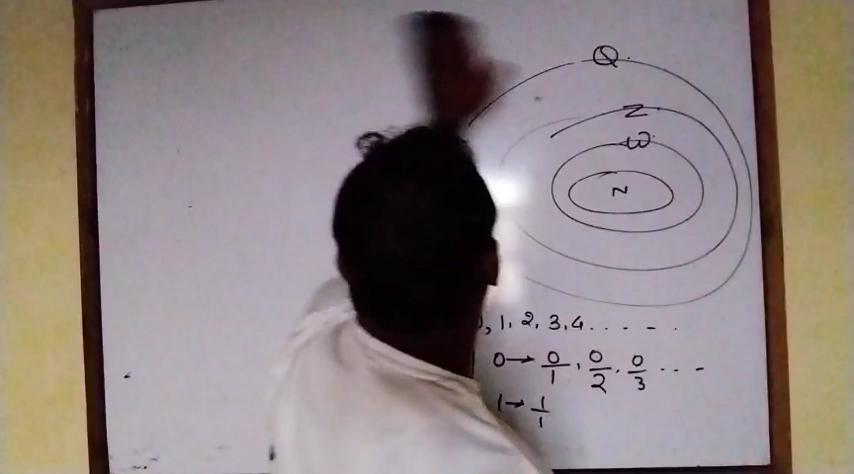 Q
Z
W
N
, 1, 2, 3, 4 . . . . - .
0 → 0/1, 0/2, 0/3 . . -
1 → 1/1